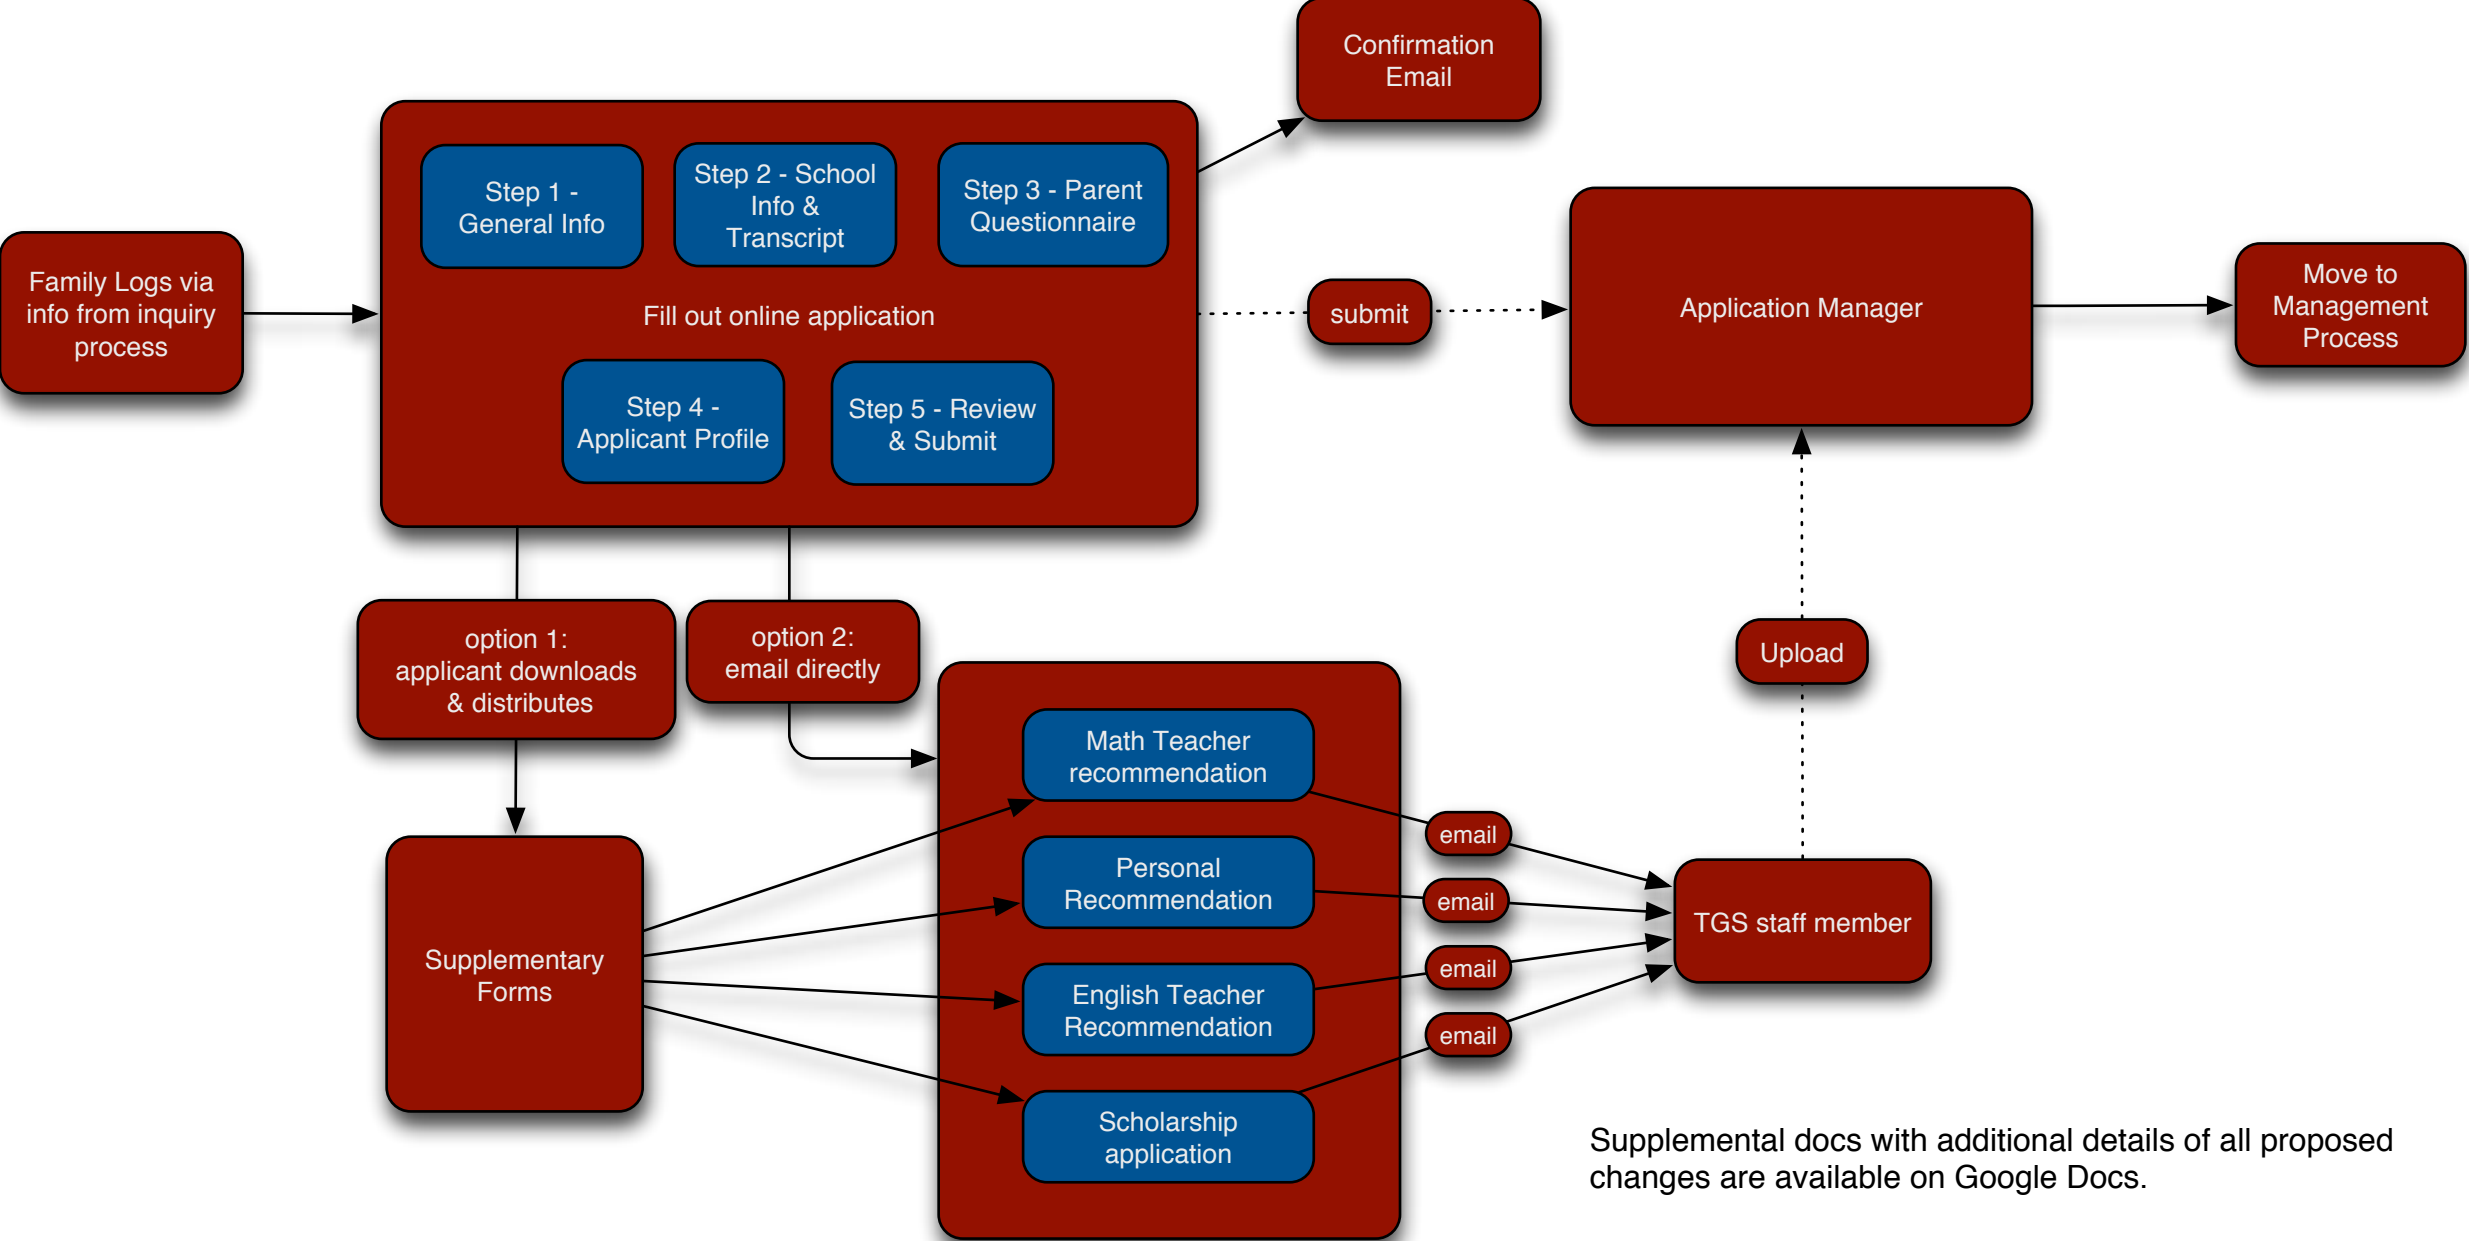 Confirmation
Email
Step 1 -
General Info
Step 2 - School
Info &
Transcript
Step 3 - Parent
Questionnaire
Family Logs via
info from inquiry
process
Fill out online application
submit
Application Manager
Move to
Management
Process
Step 4 -
Applicant Profile
Step 5 - Review
& Submit
option 1:
applicant downloads
& distributes
option 2:
email directly
Upload
Math Teacher
recommendation
email
Personal
Recommendation
email
TGS staff member
Supplementary
Forms
English Teacher
Recommendation
email
email
Scholarship
application
Supplemental docs with additional details of all proposed
changes are available on Google Docs.